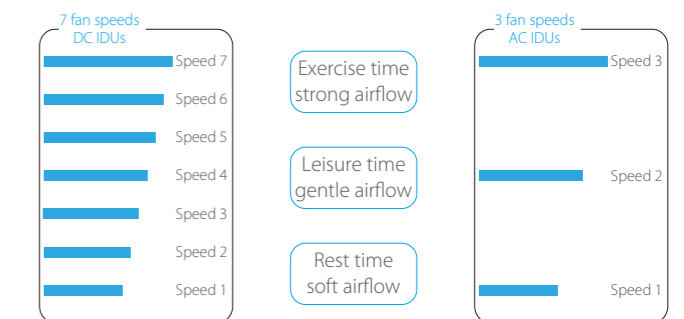 7 fan speeds
DC IDUs
Speed 7
Speed 6
Speed 5
Speed 4
Speed 3
Speed 2
Speed 1
Exercise time
strong airflow
Leisure time
gentle airflow
Rest time
soft airflow
3 fan speeds
AC IDUs
Speed 3
Speed 2
Speed 1